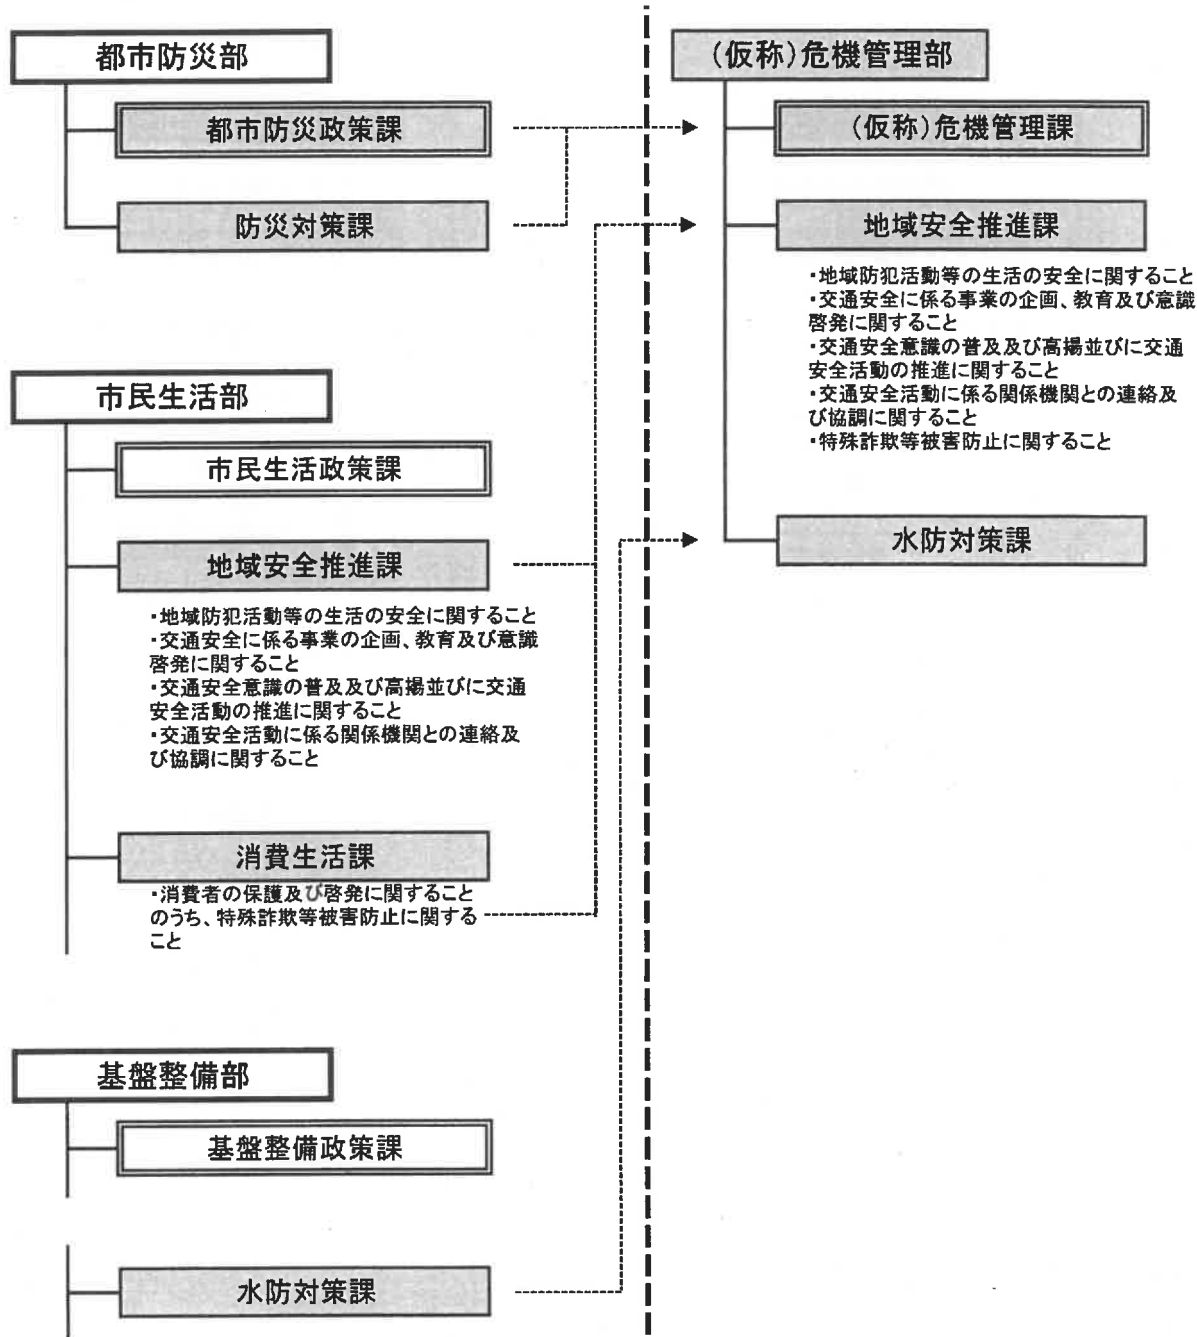 都市防災部
都市防災政策課
防災対策課
市民生活部
市民生活政策課
地域安全推進課
・地域防犯活動等の生活の安全に関すること
・交通安全に係る事業の企画、教育及び意識
啓発に関すること
・交通安全意識の普及及び高揚並びに交通
安全活動の推進に関すること
・交通安全活動に係る関係機関との連絡及
び協調に関すること
消費生活課
・消費者の保護及び啓発に関すること
のうち、特殊詐欺等被害防止に関する
こと
基盤整備部
基盤整備政策課
水防対策課
(仮称)危機管理部
(仮称)危機管理課
地域安全推進課
・地域防犯活動等の生活の安全に関すること
・交通安全に係る事業の企画、教育及び意識
啓発に関すること
・交通安全意識の普及及び高揚並びに交通
安全活動の推進に関すること
・交通安全活動に係る関係機関との連絡及
び協調に関すること
・特殊詐欺等被害防止に関すること
水防対策課